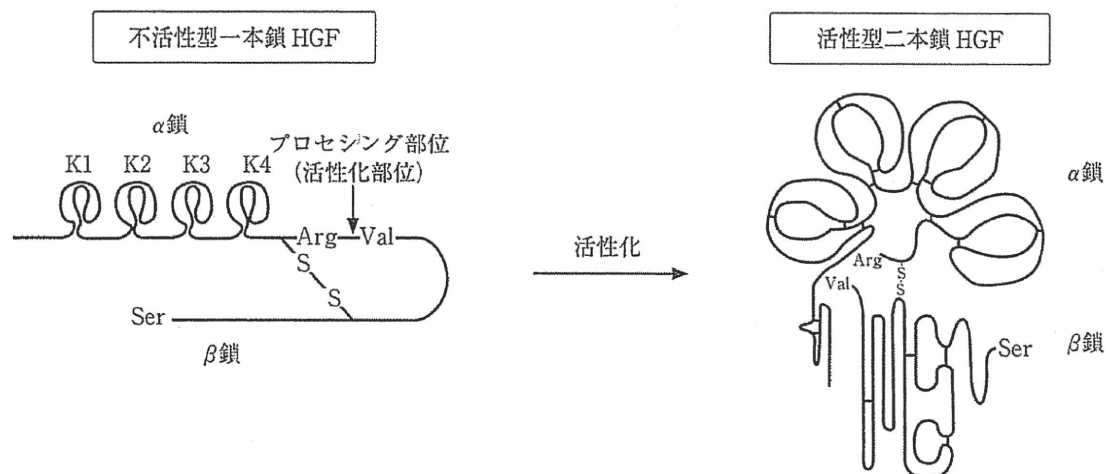 不活性型一本鎖 HGF
α鎖
K1 K2 K3 K4
プロセシング部位
(活性化部位)
Arg Val
S
S
Ser
β鎖
活性化
活性型二本鎖 HGF
α鎖
Arg
S
S
Val
Ser
β鎖